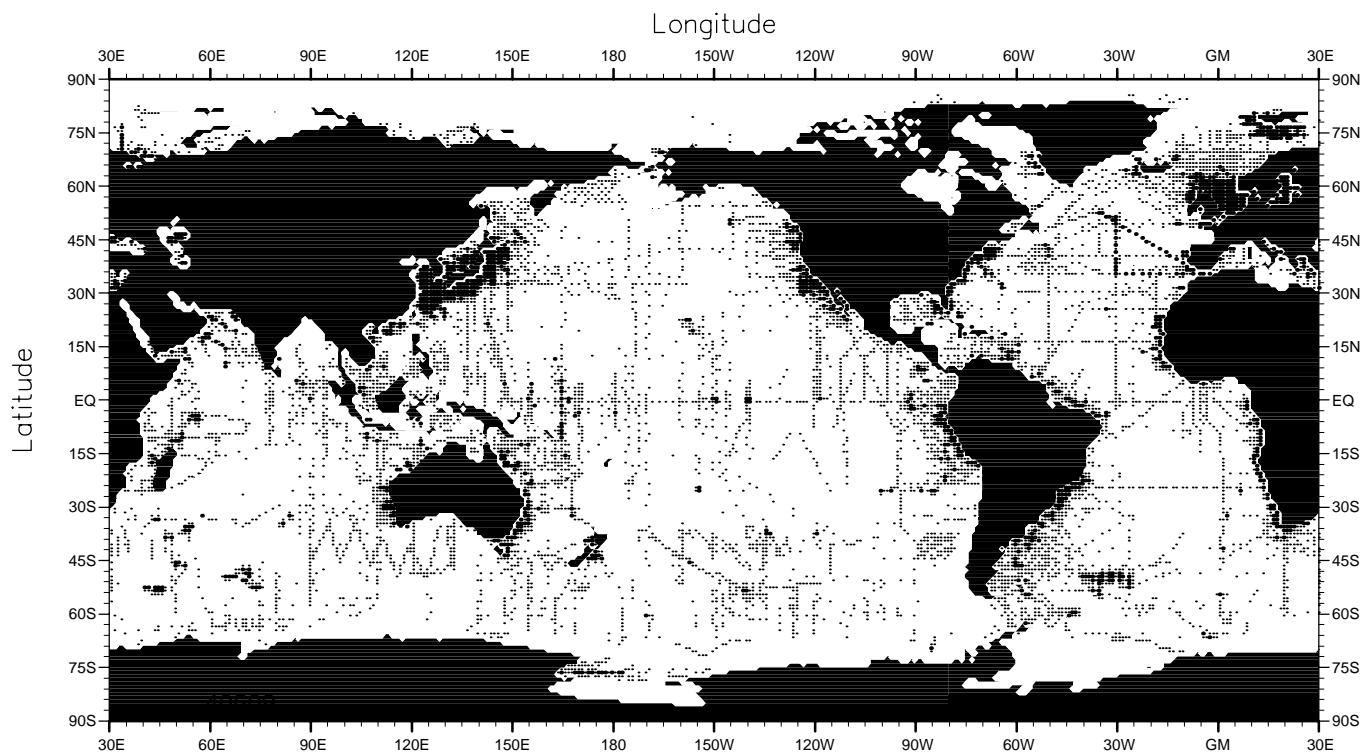 Longitude
30E 60E 90E 120E 150E 180 150W 120W 90W 60W 30W GM 30E
90N 90N
75N 75N
60N 60N
45N 45N
30N 30N
15N 15N
Latitude
EQ EQ
15S 15S
30S 30S
45S 45S
60S 60S
75S 75S
90S 90S
30E 60E 90E 120E 150E 180 150W 120W 90W 60W 30W GM 30E